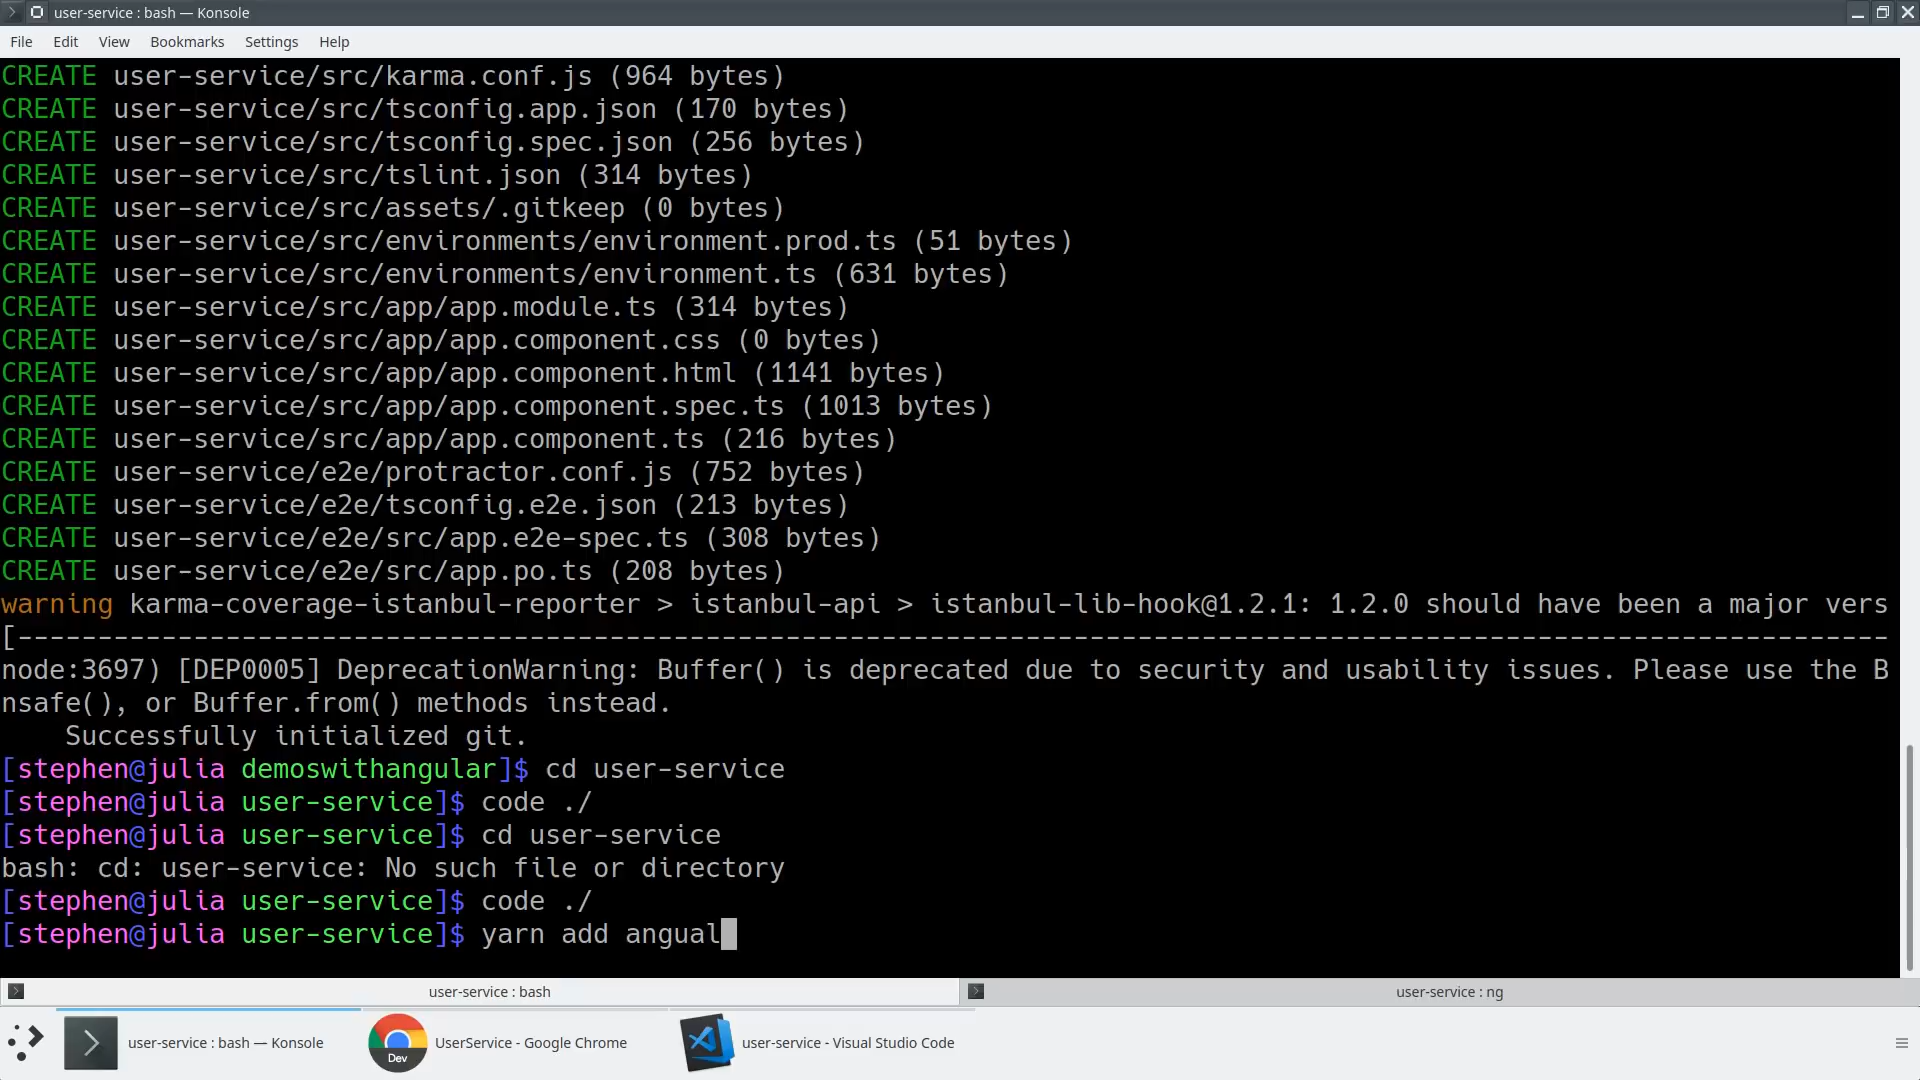 user-service : bash — Konsole
File Edit View Bookmarks Settings Help
CREATE user-service/src/karma.conf.js (964 bytes)
CREATE user-service/src/tsconfig.app.json (170 bytes)
CREATE user-service/src/tsconfig.spec.json (256 bytes)
CREATE user-service/src/tslint.json (314 bytes)
CREATE user-service/src/assets/.gitkeep (0 bytes)
CREATE user-service/src/environments/environment.prod.ts (51 bytes)
CREATE user-service/src/environments/environment.ts (631 bytes)
CREATE user-service/src/app/app.module.ts (314 bytes)
CREATE user-service/src/app/app.component.css (0 bytes)
CREATE user-service/src/app/app.component.html (1141 bytes)
CREATE user-service/src/app/app.component.spec.ts (1013 bytes)
CREATE user-service/src/app/app.component.ts (216 bytes)
CREATE user-service/e2e/protractor.conf.js (752 bytes)
CREATE user-service/e2e/tsconfig.e2e.json (213 bytes)
CREATE user-service/e2e/src/app.e2e-spec.ts (308 bytes)
CREATE user-service/e2e/src/app.po.ts (208 bytes)
warning karma-coverage-istanbul-reporter > istanbul-api > istanbul-lib-hook@1.2.1: 1.2.0 should have been a major vers
[---------------------------------------------------------------------------------------------------------------------
node:3697) [DEP0005] DeprecationWarning: Buffer() is deprecated due to security and usability issues. Please use the B
nsafe(), or Buffer.from() methods instead.
    Successfully initialized git.
[stephen@julia demoswithangular]$ cd user-service
[stephen@julia user-service]$ code ./
[stephen@julia user-service]$ cd user-service
bash: cd: user-service: No such file or directory
[stephen@julia user-service]$ code ./
[stephen@julia user-service]$ yarn add angual
user-service : bash user-service : ng
user-service : bash — Konsole Dev UserService - Google Chrome user-service - Visual Studio Code